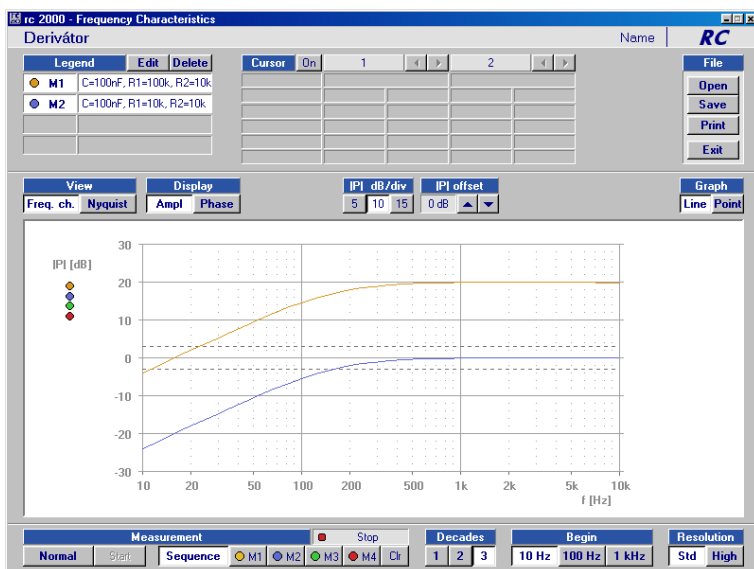 rc 2000 - Frequency Characteristics
Derivátor Name RC
Legend Edit Delete Cursor On 1 2 File
M1 C=100nF, R1=100k, R2=10k
M2 C=100nF, R1=10k, R2=10k
Open
Save
Print
Exit
View Display |P| dB/div |P| offset Graph
Freq. ch. Nyquist Ampl Phase 5 10 15 0 dB Line Point
|P| [dB]
30
20
10
0
-10
-20
-30
10 20 50 100 200 500 1k 2k 5k 10k
f [Hz]
Measurement Stop Decades Begin Resolution
Normal Start Sequence M1 M2 M3 M4 Clr 1 2 3 10 Hz 100 Hz 1 kHz Std High